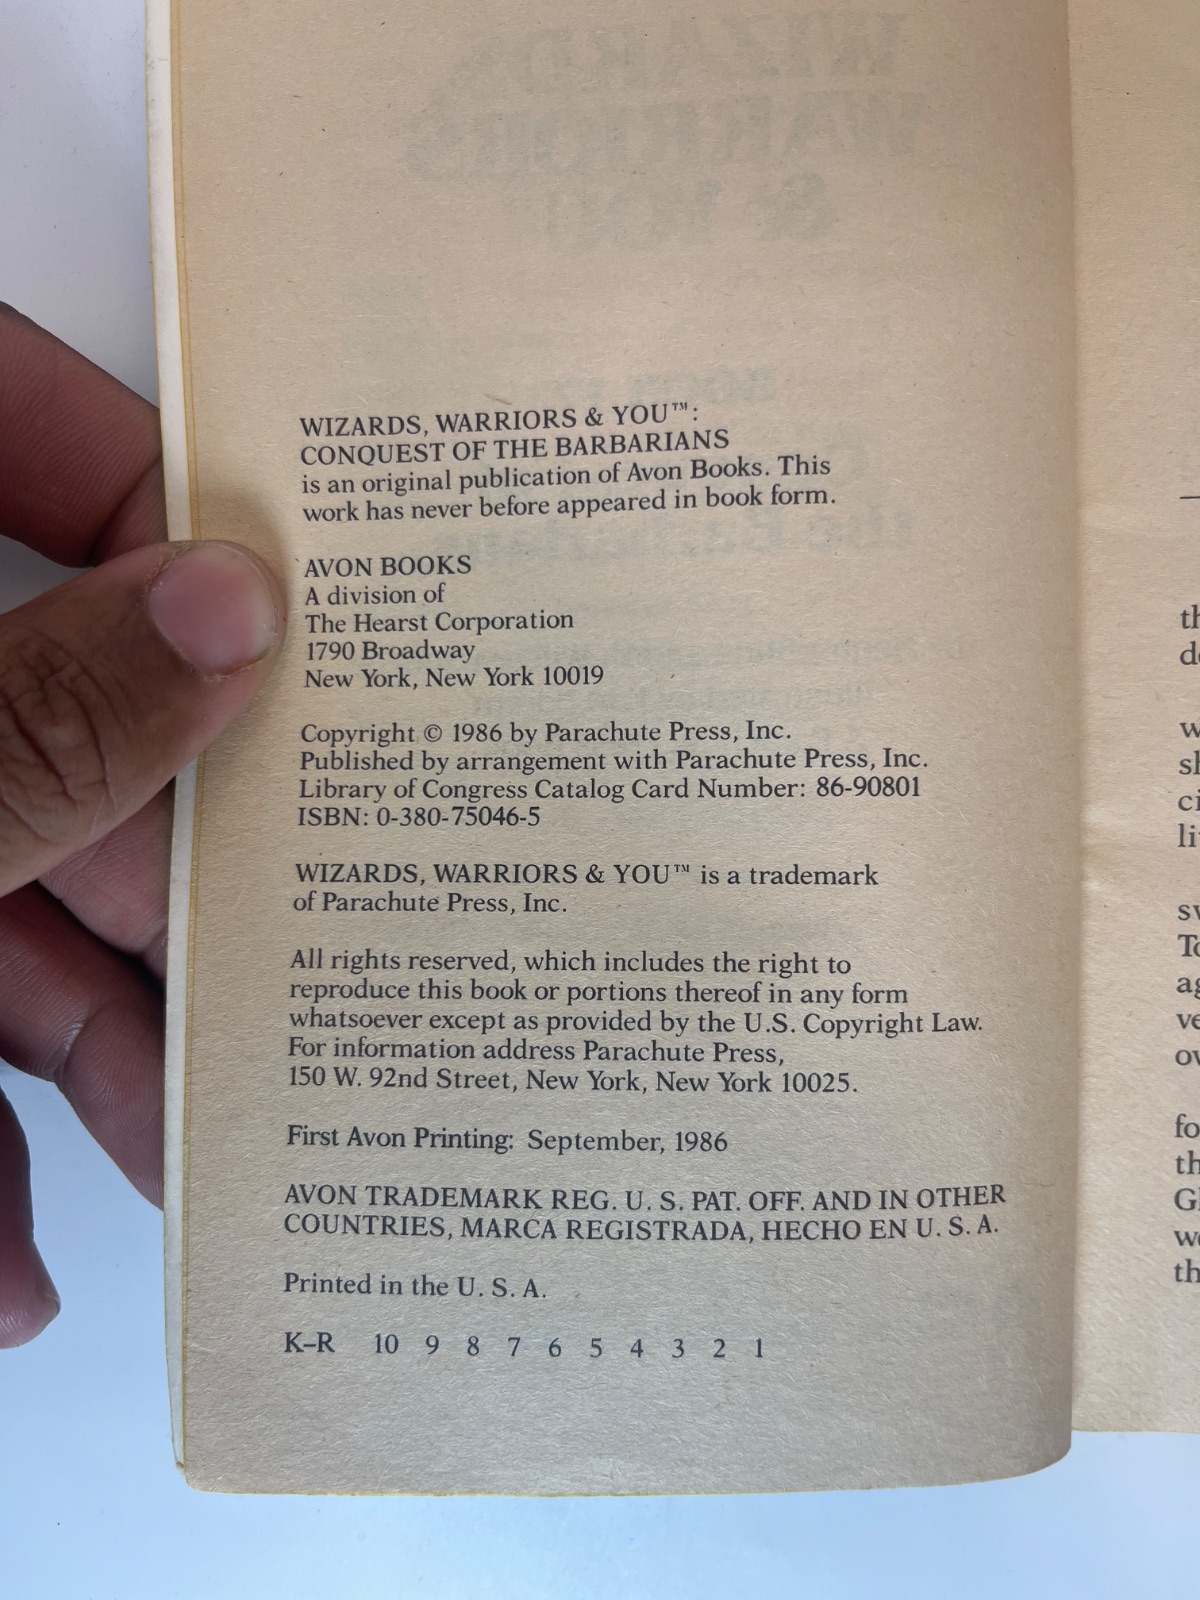 WIZARDS, WARRIORS & YOU™:
CONQUEST OF THE BARBARIANS
is an original publication of Avon Books. This
work has never before appeared in book form.
AVON BOOKS
A division of
The Hearst Corporation
1790 Broadway
New York, New York 10019
Copyright © 1986 by Parachute Press, Inc.
Published by arrangement with Parachute Press, Inc.
Library of Congress Catalog Card Number: 86-90801
ISBN: 0-380-75046-5
WIZARDS, WARRIORS & YOU™ is a trademark
of Parachute Press, Inc.
All rights reserved, which includes the right to
reproduce this book or portions thereof in any form
whatsoever except as provided by the U.S. Copyright Law.
For information address Parachute Press,
150 W. 92nd Street, New York, New York 10025.
First Avon Printing: September, 1986
AVON TRADEMARK REG. U. S. PAT. OFF. AND IN OTHER
COUNTRIES, MARCA REGISTRADA, HECHO EN U. S. A.
Printed in the U. S. A.
K–R 10 9 8 7 6 5 4 3 2 1